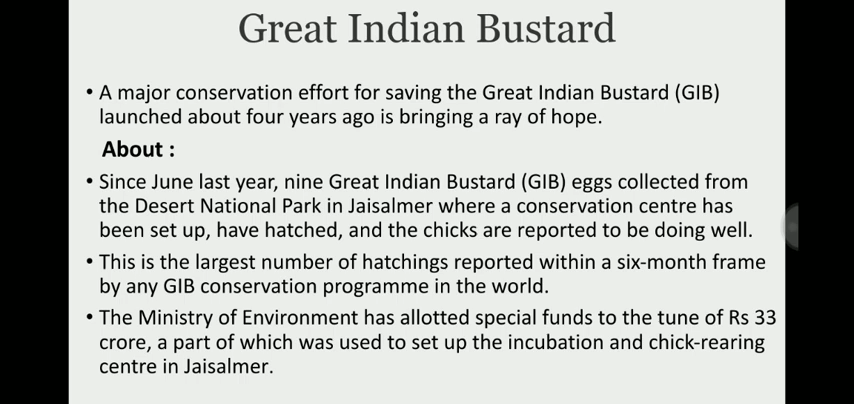 Great Indian Bustard
• A major conservation effort for saving the Great Indian Bustard (GIB)
launched about four years ago is bringing a ray of hope.
About :
• Since June last year, nine Great Indian Bustard (GIB) eggs collected from
the Desert National Park in Jaisalmer where a conservation centre has
been set up, have hatched, and the chicks are reported to be doing well.
• This is the largest number of hatchings reported within a six-month frame
by any GIB conservation programme in the world.
• The Ministry of Environment has allotted special funds to the tune of Rs 33
crore, a part of which was used to set up the incubation and chick-rearing
centre in Jaisalmer.